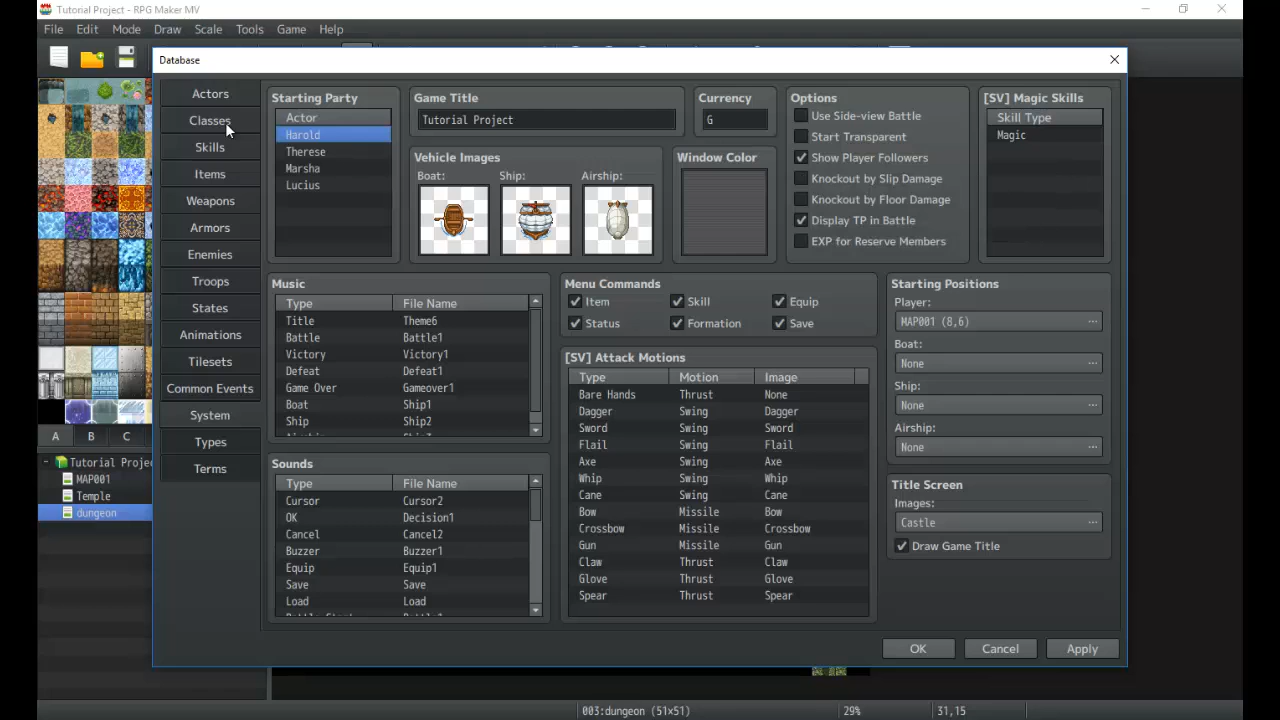 Tutorial Project - RPG Maker MV
File Edit Mode Draw Scale Tools Game Help
Database
Actors
Classes
Skills
Items
Weapons
Armors
Enemies
Troops
States
Animations
Tilesets
Common Events
System
Types
Terms
Starting Party
Actor
Harold
Therese
Marsha
Lucius
Game Title
Tutorial Project
Currency
G
Vehicle Images
Boat: Ship: Airship:
Window Color
Options
Use Side-view Battle
Start Transparent
Show Player Followers
Knockout by Slip Damage
Knockout by Floor Damage
Display TP in Battle
EXP for Reserve Members
[SV] Magic Skills
Skill Type
Magic
Music
Type File Name
Title Theme6
Battle Battle1
Victory Victory1
Defeat Defeat1
Game Over Gameover1
Boat Ship1
Ship Ship2
Sounds
Type File Name
Cursor Cursor2
OK Decision1
Cancel Cancel2
Buzzer Buzzer1
Equip Equip1
Save Save
Load Load
Menu Commands
Item Skill Equip
Status Formation Save
[SV] Attack Motions
Type Motion Image
Bare Hands Thrust None
Dagger Swing Dagger
Sword Swing Sword
Flail Swing Flail
Axe Swing Axe
Whip Swing Whip
Cane Swing Cane
Bow Missile Bow
Crossbow Missile Crossbow
Gun Missile Gun
Claw Thrust Claw
Glove Thrust Glove
Spear Thrust Spear
Starting Positions
Player:
MAP001 (8,6) ...
Boat:
None ...
Ship:
None ...
Airship:
None ...
Title Screen
Images:
Castle ...
Draw Game Title
OK Cancel Apply
A B C
Tutorial Projec
MAP001
Temple
dungeon
003:dungeon (51x51) 29% 31,15